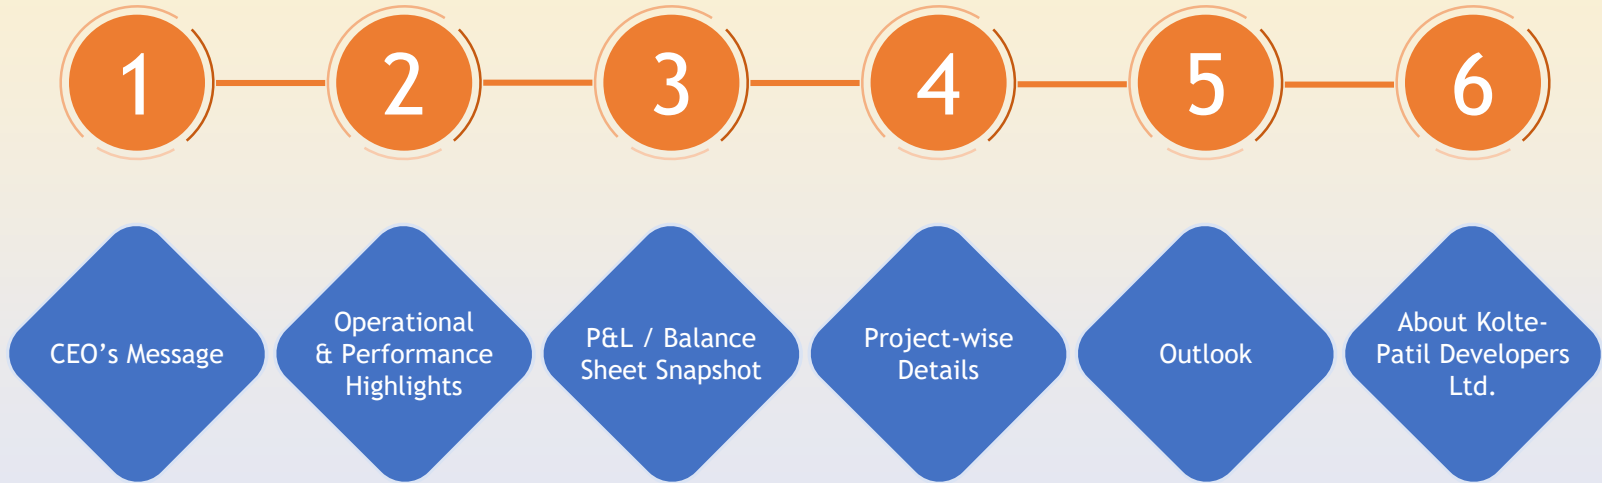 1
2
3
4
5
6
CEO’s Message
Operational
& Performance
Highlights
P&L / Balance
Sheet Snapshot
Project-wise
Details
Outlook
About Kolte-
Patil Developers
Ltd.